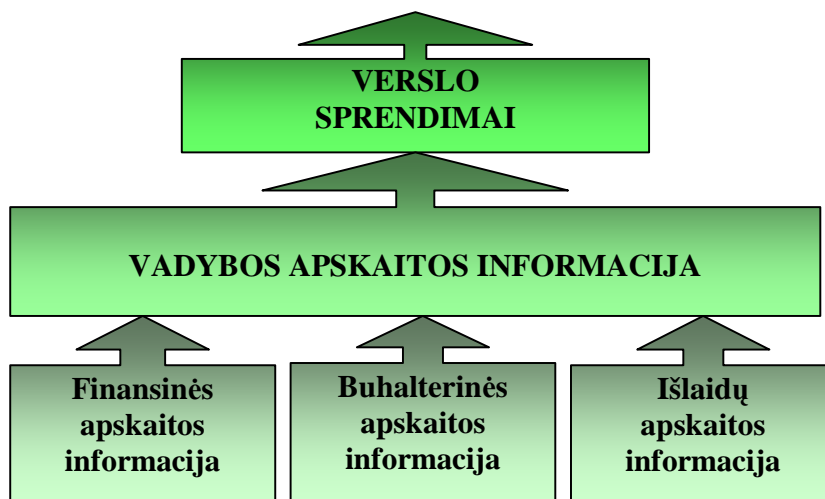 VERSLO
SPRENDIMAI
VADYBOS APSKAITOS INFORMACIJA
Finansinės
apskaitos
informacija
Buhalterinės
apskaitos
informacija
Išlaidų
apskaitos
informacija